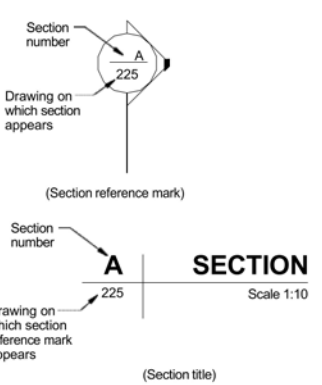 Section
number
A
225
Drawing on
which section
appears
(Section reference mark)
Section
number
A
SECTION
225
Scale 1:10
rawing on
hich section
ference mark
ppears
(Section title)